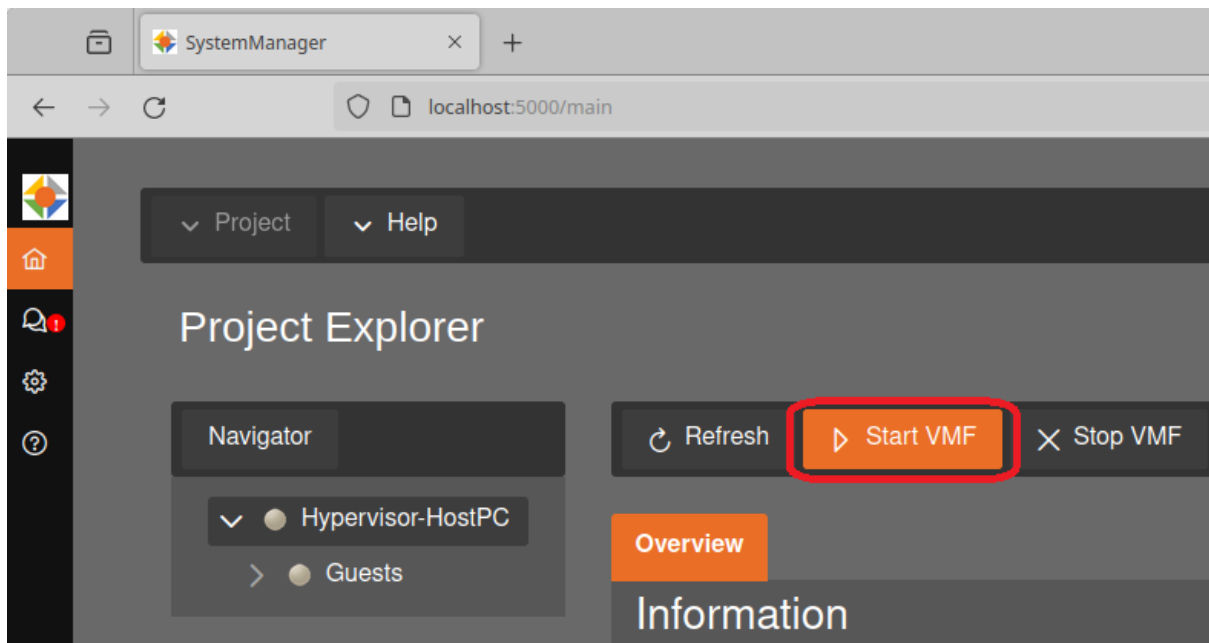 SystemManager
localhost:5000/main
Project Help
Project Explorer
Navigator
Refresh Start VMF Stop VMF
Hypervisor-HostPC
Guests
Overview
Information